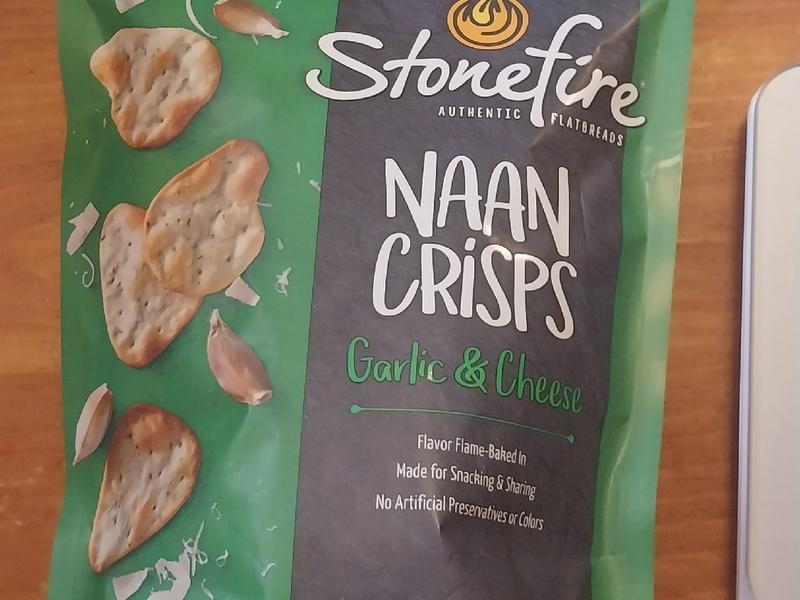 Stonefire
AUTHENTIC FLATBREADS
NAAN
CRiSPS
Garlic & Cheese
Flavor Flame-Baked In
Made for Snacking & Sharing
No Artificial Preservatives or Colors